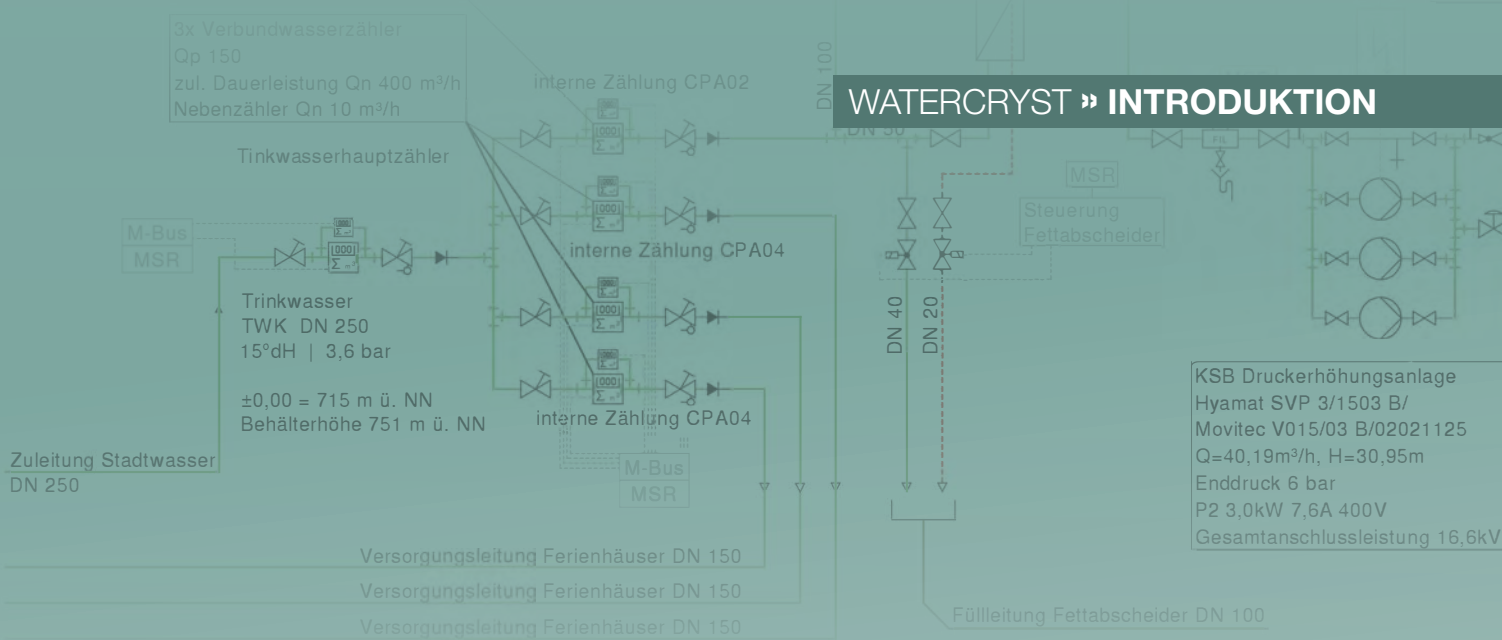 3x Verbundwasserzähler
Qp 150
zul. Dauerleistung Qn 400 m³/h
Nebenzähler Qn 10 m³/h
interne Zählung CPA02
DN 100
WATERCRYST » INTRODUKTION
DN 50
FIL
Tinkwasserhauptzähler
MSR
Steuerung
Fettabscheider
M-Bus
MSR
interne Zählung CPA04
Trinkwasser
TWK DN 250
15°dH | 3,6 bar
±0,00 = 715 m ü. NN
Behälterhöhe 751 m ü. NN
DN 40
DN 20
interne Zählung CPA04
KSB Druckerhöhungsanlage
Hyamat SVP 3/1503 B/
Movitec V015/03 B/02021125
Q=40,19m³/h, H=30,95m
Enddruck 6 bar
P2 3,0kW 7,6A 400V
Gesamtanschlussleistung 16,6kV
Zuleitung Stadtwasser
DN 250
M-Bus
MSR
Versorgungsleitung Ferienhäuser DN 150
Versorgungsleitung Ferienhäuser DN 150
Versorgungsleitung Ferienhäuser DN 150
Füllleitung Fettabscheider DN 100